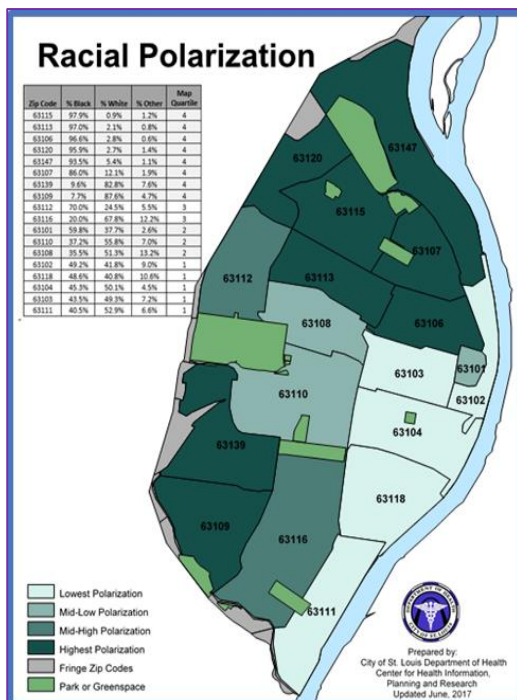 Racial Polarization
Zip Code % Black % White % Other Map Quartile
63115 97.9% 0.9% 1.2% 4
63113 97.0% 2.1% 0.8% 4
63106 96.6% 2.8% 0.6% 4
63120 95.9% 2.7% 1.4% 4
63147 93.5% 5.4% 1.1% 4
63107 86.0% 12.1% 1.9% 4
63139 9.6% 82.8% 7.6% 4
63109 7.7% 87.6% 4.7% 4
63112 70.0% 24.5% 5.5% 3
63116 20.0% 67.8% 12.2% 3
63101 59.8% 37.7% 2.6% 2
63110 37.2% 55.8% 7.0% 2
63108 35.5% 51.3% 13.2% 2
63102 49.2% 41.8% 9.0% 1
63118 48.6% 40.8% 10.6% 1
63104 45.3% 50.1% 4.5% 1
63103 43.5% 49.3% 7.2% 1
63111 40.5% 52.9% 6.6% 1
63147
63120
63115
63107
63112
63113
63108
63106
63103
63101
63102
63110
63104
63139
63118
63109
63116
63111
Lowest Polarization
Mid-Low Polarization
Mid-High Polarization
Highest Polarization
Fringe Zip Codes
Park or Greenspace
DEPARTMENT OF HEALTH
CITY OF ST. LOUIS
Prepared by:
City of St. Louis Department of Health
Center for Health Information,
Planning and Research
Updated June, 2017